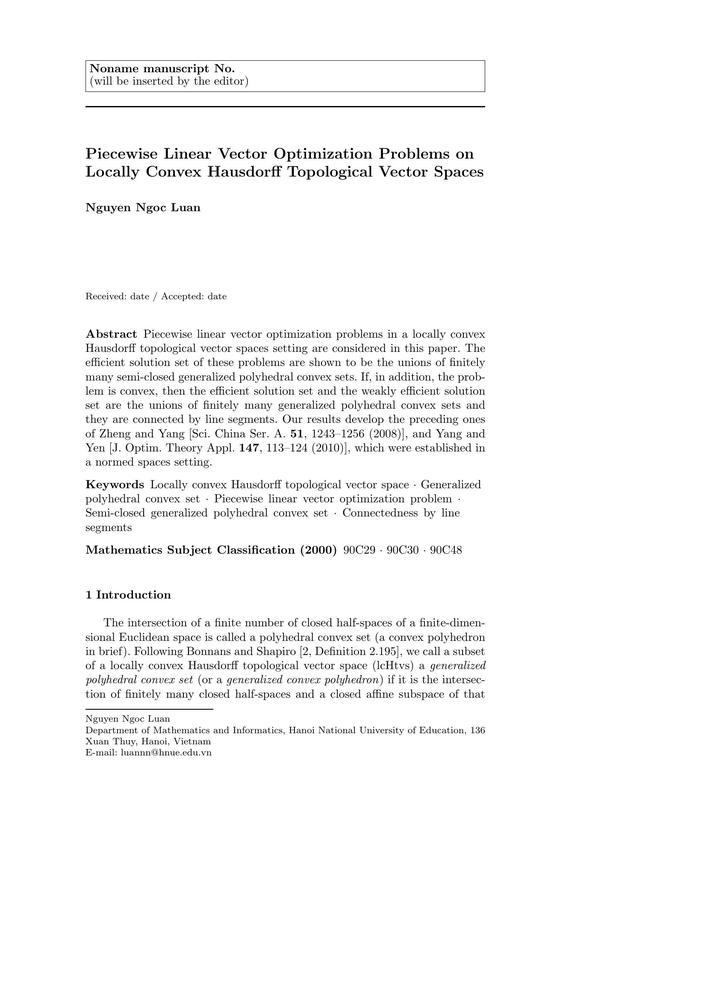 Noname manuscript No.
(will be inserted by the editor)
Piecewise Linear Vector Optimization Problems on
Locally Convex Hausdorff Topological Vector Spaces
Nguyen Ngoc Luan
Received: date / Accepted: date
Abstract Piecewise linear vector optimization problems in a locally convex
Hausdorff topological vector spaces setting are considered in this paper. The
efficient solution set of these problems are shown to be the unions of finitely
many semi-closed generalized polyhedral convex sets. If, in addition, the prob-
lem is convex, then the efficient solution set and the weakly efficient solution
set are the unions of finitely many generalized polyhedral convex sets and
they are connected by line segments. Our results develop the preceding ones
of Zheng and Yang [Sci. China Ser. A. 51, 1243–1256 (2008)], and Yang and
Yen [J. Optim. Theory Appl. 147, 113–124 (2010)], which were established in
a normed spaces setting.
Keywords Locally convex Hausdorff topological vector space · Generalized
polyhedral convex set · Piecewise linear vector optimization problem ·
Semi-closed generalized polyhedral convex set · Connectedness by line
segments
Mathematics Subject Classification (2000) 90C29 · 90C30 · 90C48
1 Introduction
The intersection of a finite number of closed half-spaces of a finite-dimen-
sional Euclidean space is called a polyhedral convex set (a convex polyhedron
in brief). Following Bonnans and Shapiro [2, Definition 2.195], we call a subset
of a locally convex Hausdorff topological vector space (lcHtvs) a generalized
polyhedral convex set (or a generalized convex polyhedron) if it is the intersec-
tion of finitely many closed half-spaces and a closed affine subspace of that
Nguyen Ngoc Luan
Department of Mathematics and Informatics, Hanoi National University of Education, 136
Xuan Thuy, Hanoi, Vietnam
E-mail: luannn@hnue.edu.vn